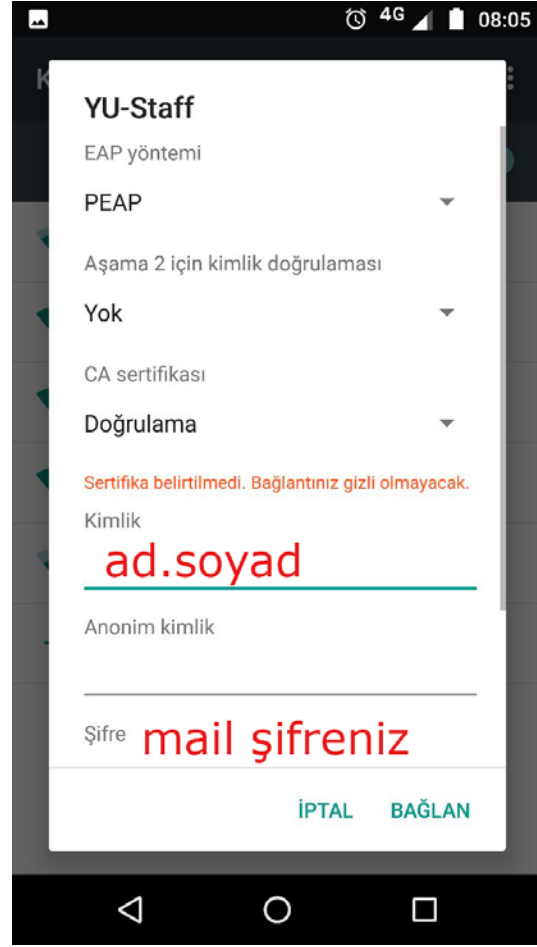 4G 08:05
K
YU-Staff
EAP yöntemi
PEAP
Aşama 2 için kimlik doğrulaması
Yok
CA sertifikası
Doğrulama
Sertifika belirtilmedi. Bağlantınız gizli olmayacak.
Kimlik
ad.soyad
Anonim kimlik
Şifre mail şifreniz
İPTAL BAĞLAN